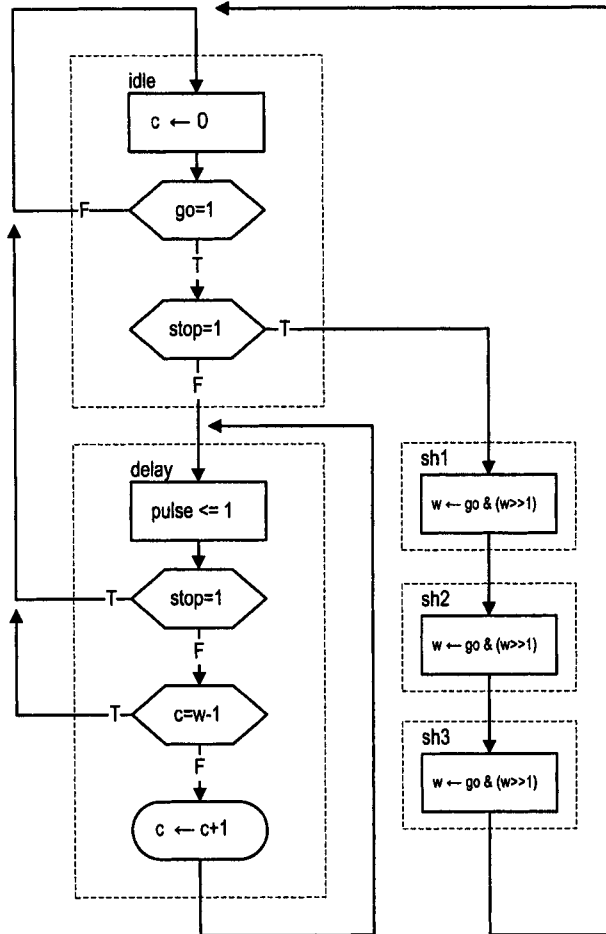 idle
c ← 0
go=1
F
T
stop=1
T
F
delay
pulse <= 1
stop=1
T
F
c=w-1
T
F
c ← c+1
sh1
w ← go & (w>>1)
sh2
w ← go & (w>>1)
sh3
w ← go & (w>>1)